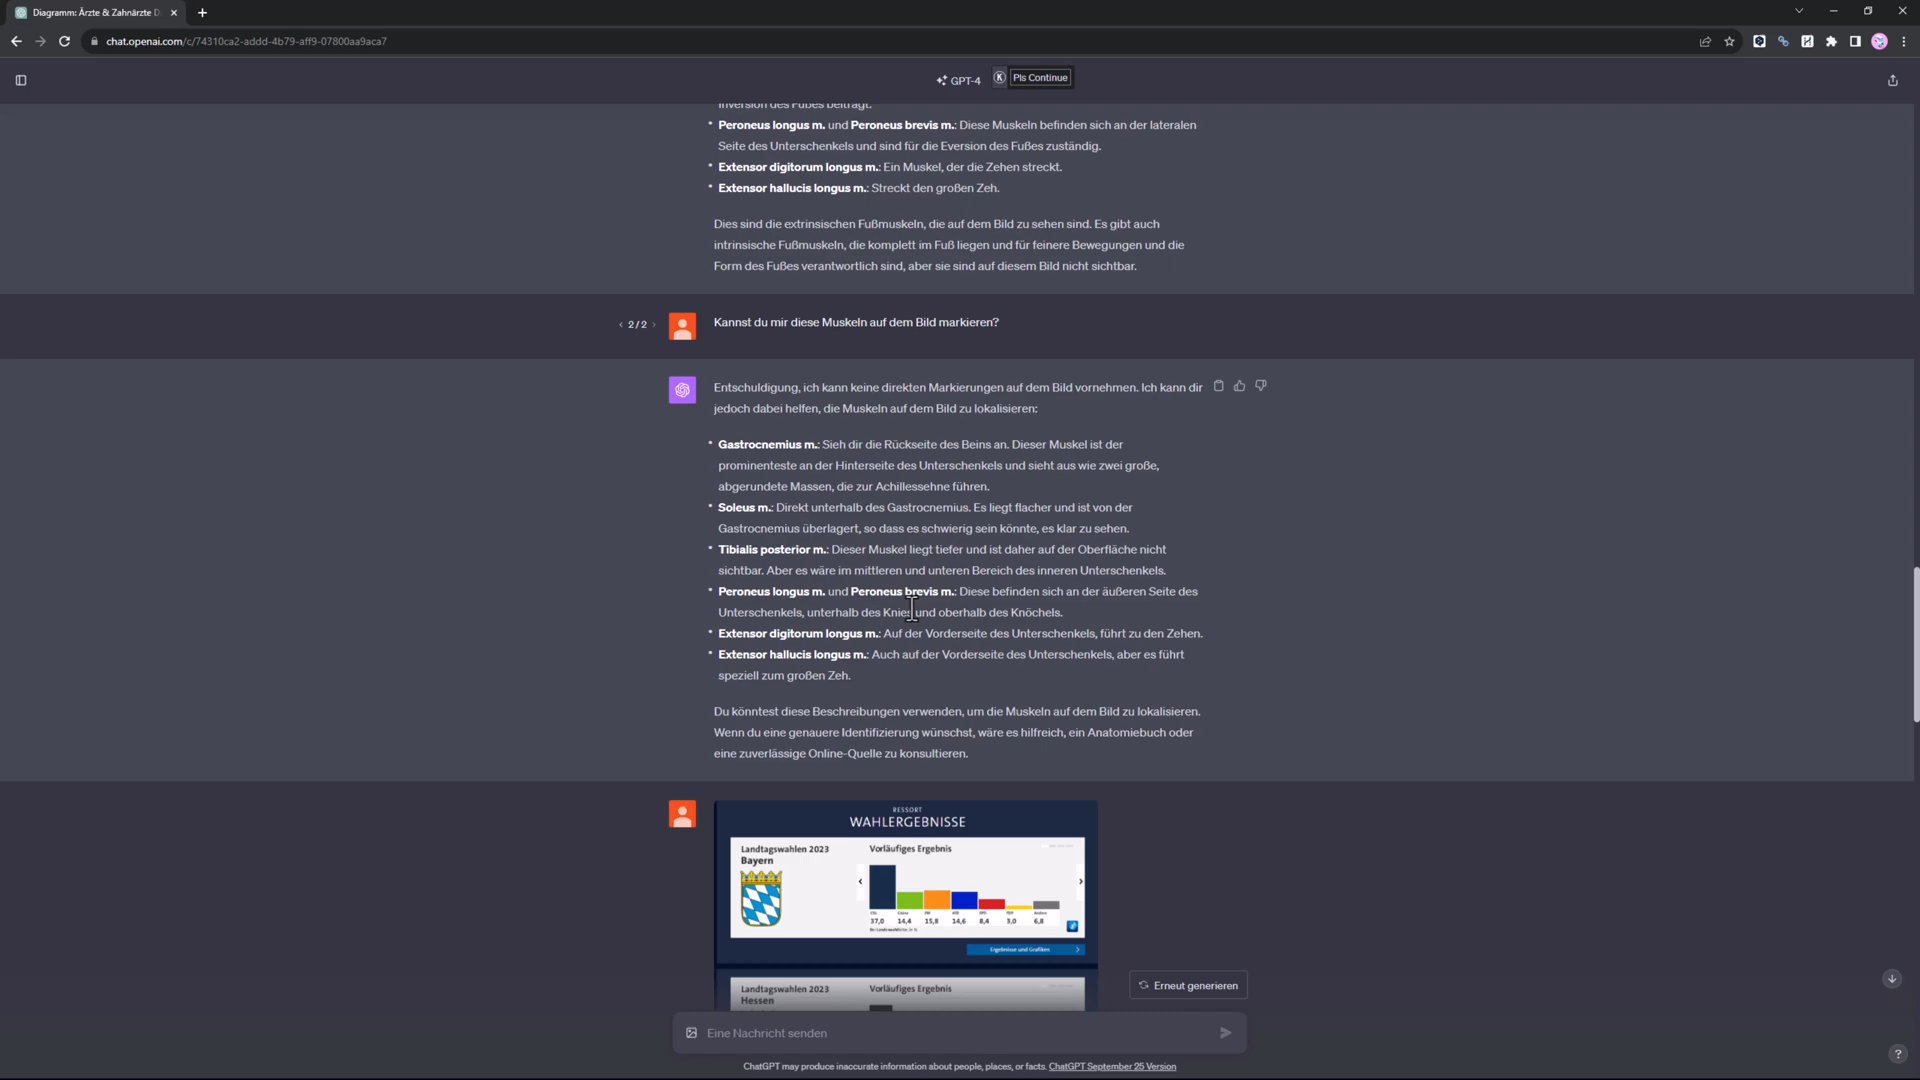 Diagramm: Ärzte & Zahnärzte D
chat.openai.com/c/74310ca2-addd-4b79-aff9-07800aa9aca7
GPT-4
K Pls Continue
Inversion des Fußes beiträgt.
• Peroneus longus m. und Peroneus brevis m.: Diese Muskeln befinden sich an der lateralen
Seite des Unterschenkels und sind für die Eversion des Fußes zuständig.
• Extensor digitorum longus m.: Ein Muskel, der die Zehen streckt.
• Extensor hallucis longus m.: Streckt den großen Zeh.
Dies sind die extrinsischen Fußmuskeln, die auf dem Bild zu sehen sind. Es gibt auch
intrinsische Fußmuskeln, die komplett im Fuß liegen und für feinere Bewegungen und die
Form des Fußes verantwortlich sind, aber sie sind auf diesem Bild nicht sichtbar.
2 / 2
Kannst du mir diese Muskeln auf dem Bild markieren?
Entschuldigung, ich kann keine direkten Markierungen auf dem Bild vornehmen. Ich kann dir
jedoch dabei helfen, die Muskeln auf dem Bild zu lokalisieren:
• Gastrocnemius m.: Sieh dir die Rückseite des Beins an. Dieser Muskel ist der
prominenteste an der Hinterseite des Unterschenkels und sieht aus wie zwei große,
abgerundete Massen, die zur Achillessehne führen.
• Soleus m.: Direkt unterhalb des Gastrocnemius. Es liegt flacher und ist von der
Gastrocnemius überlagert, so dass es schwierig sein könnte, es klar zu sehen.
• Tibialis posterior m.: Dieser Muskel liegt tiefer und ist daher auf der Oberfläche nicht
sichtbar. Aber es wäre im mittleren und unteren Bereich des inneren Unterschenkels.
• Peroneus longus m. und Peroneus brevis m.: Diese befinden sich an der äußeren Seite des
Unterschenkels, unterhalb des Knies und oberhalb des Knöchels.
• Extensor digitorum longus m.: Auf der Vorderseite des Unterschenkels, führt zu den Zehen.
• Extensor hallucis longus m.: Auch auf der Vorderseite des Unterschenkels, aber es führt
speziell zum großen Zeh.
Du könntest diese Beschreibungen verwenden, um die Muskeln auf dem Bild zu lokalisieren.
Wenn du eine genauere Identifizierung wünschst, wäre es hilfreich, ein Anatomiebuch oder
eine zuverlässige Online-Quelle zu konsultieren.
RESSORT
WAHLERGEBNISSE
Landtagswahlen 2023
Bayern
Vorläufiges Ergebnis
CSU Grüne FW AfD SPD FDP Andere
37,0 14,4 15,8 14,6 8,4 3,0 6,8
Ergebnisse und Grafiken
Landtagswahlen 2023
Hessen
Vorläufiges Ergebnis
Erneut generieren
Eine Nachricht senden
ChatGPT may produce inaccurate information about people, places, or facts. ChatGPT September 25 Version